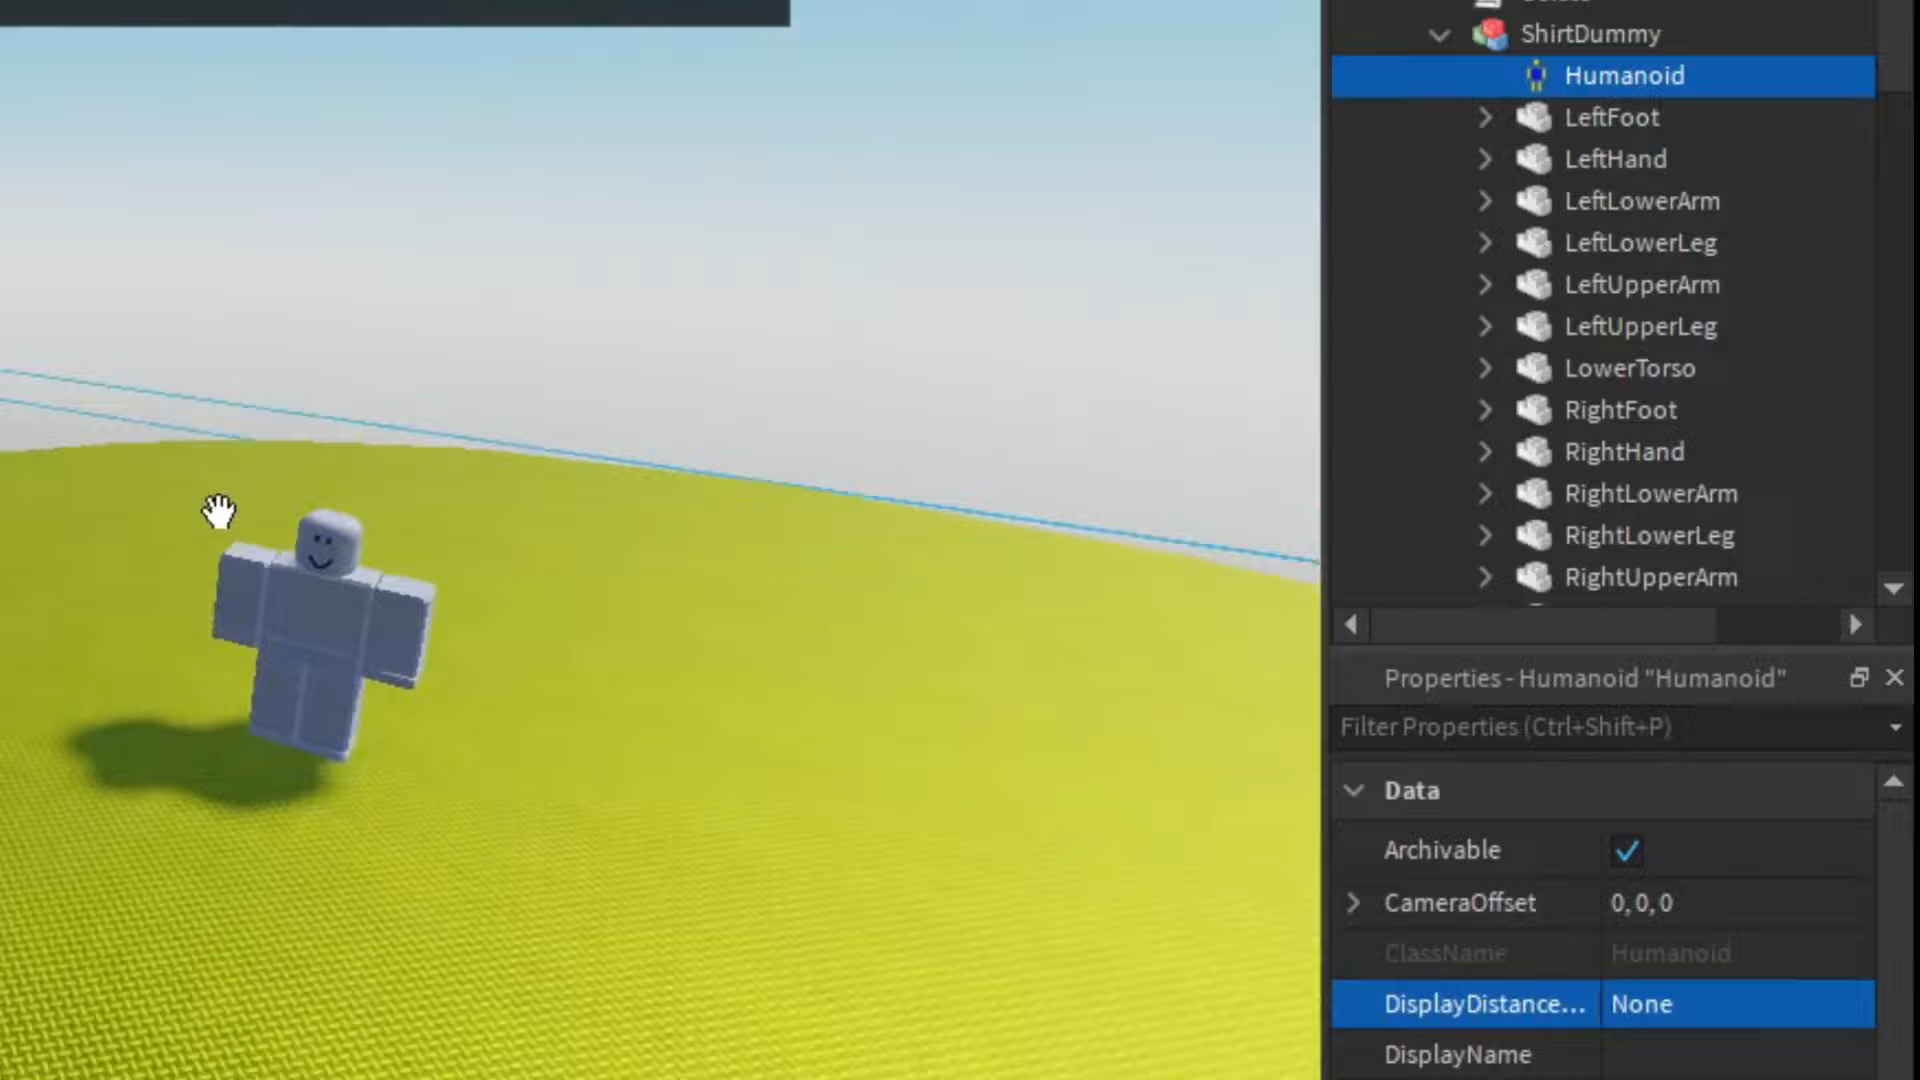 ShirtDummy
Humanoid
LeftFoot
LeftHand
LeftLowerArm
LeftLowerLeg
LeftUpperArm
LeftUpperLeg
LowerTorso
RightFoot
RightHand
RightLowerArm
RightLowerLeg
RightUpperArm
Properties - Humanoid "Humanoid"
Filter Properties (Ctrl+Shift+P)
Data
Archivable
CameraOffset 0, 0, 0
ClassName Humanoid
DisplayDistance... None
DisplayName